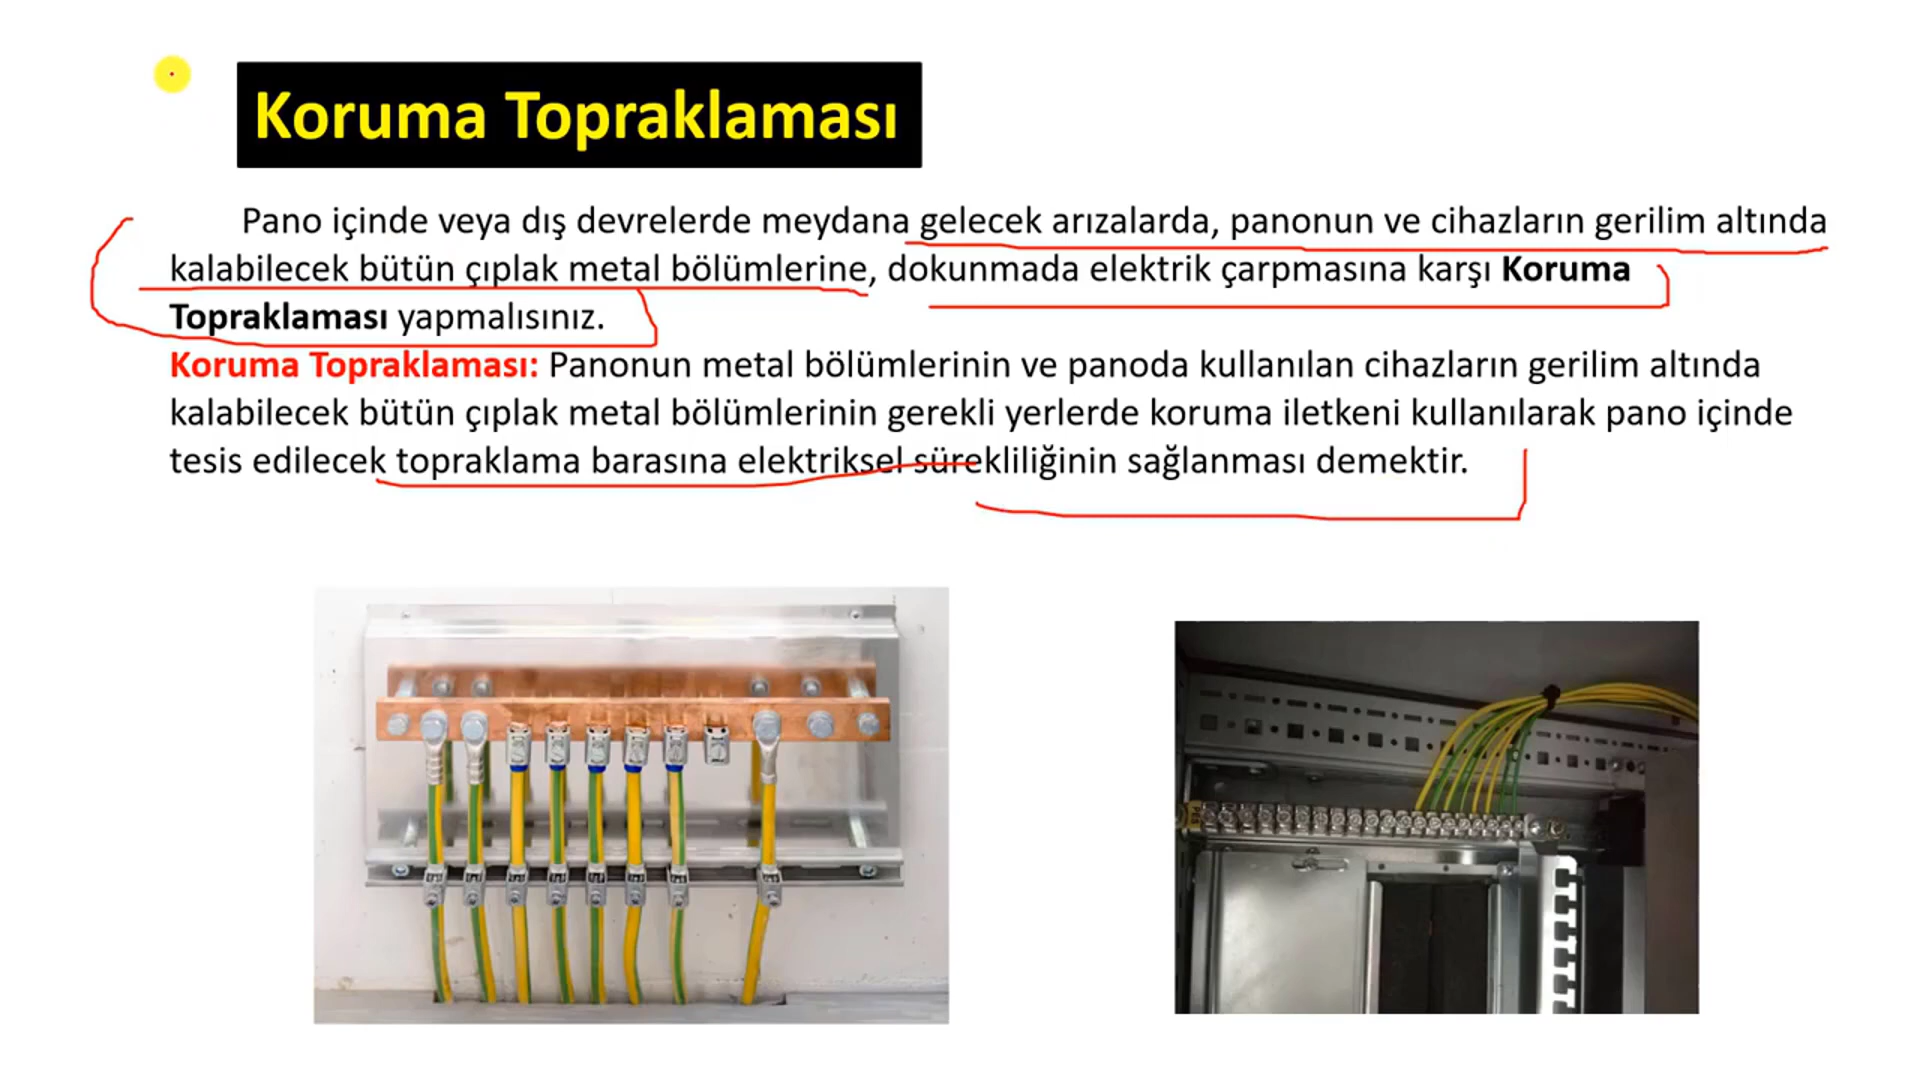 Koruma Topraklaması
Pano içinde veya dış devrelerde meydana gelecek arızalarda, panonun ve cihazların gerilim altında
kalabilecek bütün çıplak metal bölümlerine, dokunmada elektrik çarpmasına karşı Koruma
Topraklaması yapmalısınız.
Koruma Topraklaması: Panonun metal bölümlerinin ve panoda kullanılan cihazların gerilim altında
kalabilecek bütün çıplak metal bölümlerinin gerekli yerlerde koruma iletkeni kullanılarak pano içinde
tesis edilecek topraklama barasına elektriksel sürekliliğinin sağlanması demektir.